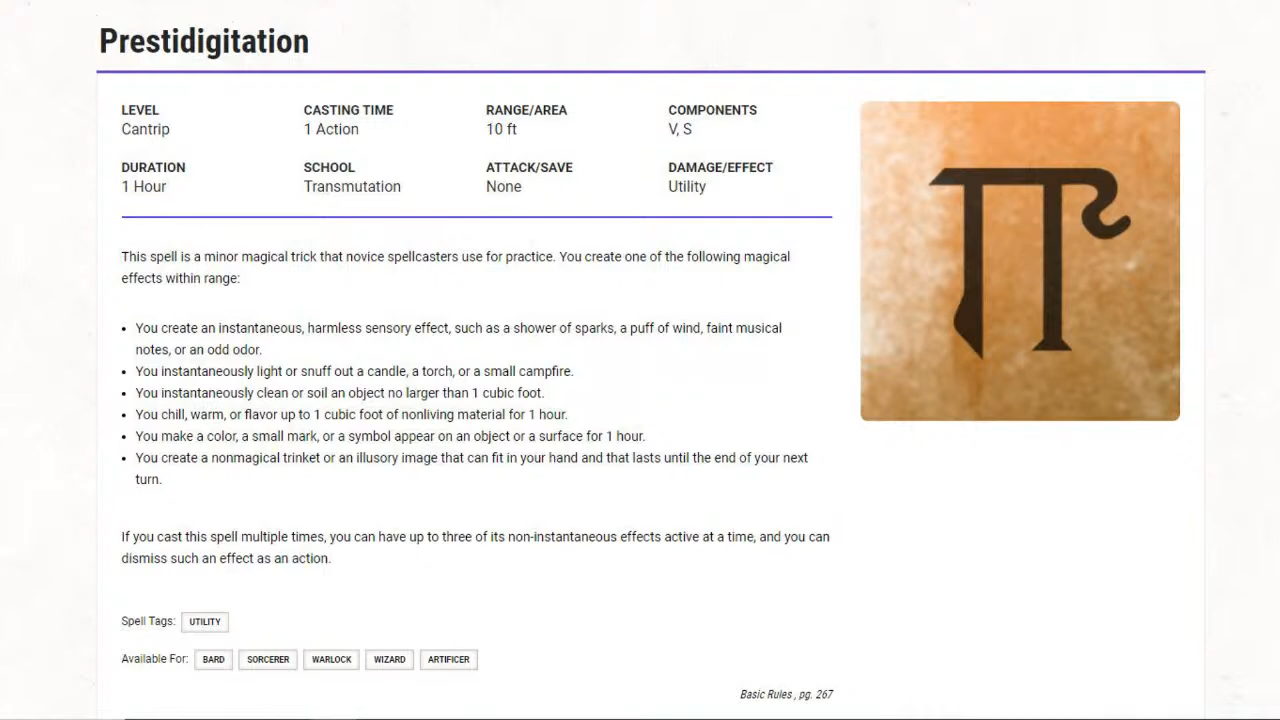 Prestidigitation
LEVEL CASTING TIME RANGE/AREA COMPONENTS
Cantrip 1 Action 10 ft V, S
DURATION SCHOOL ATTACK/SAVE DAMAGE/EFFECT
1 Hour Transmutation None Utility
This spell is a minor magical trick that novice spellcasters use for practice. You create one of the following magical
effects within range:
• You create an instantaneous, harmless sensory effect, such as a shower of sparks, a puff of wind, faint musical
notes, or an odd odor.
• You instantaneously light or snuff out a candle, a torch, or a small campfire.
• You instantaneously clean or soil an object no larger than 1 cubic foot.
• You chill, warm, or flavor up to 1 cubic foot of nonliving material for 1 hour.
• You make a color, a small mark, or a symbol appear on an object or a surface for 1 hour.
• You create a nonmagical trinket or an illusory image that can fit in your hand and that lasts until the end of your next
turn.
If you cast this spell multiple times, you can have up to three of its non-instantaneous effects active at a time, and you can
dismiss such an effect as an action.
Spell Tags: UTILITY
Available For: BARD SORCERER WARLOCK WIZARD ARTIFICER
Basic Rules , pg. 267